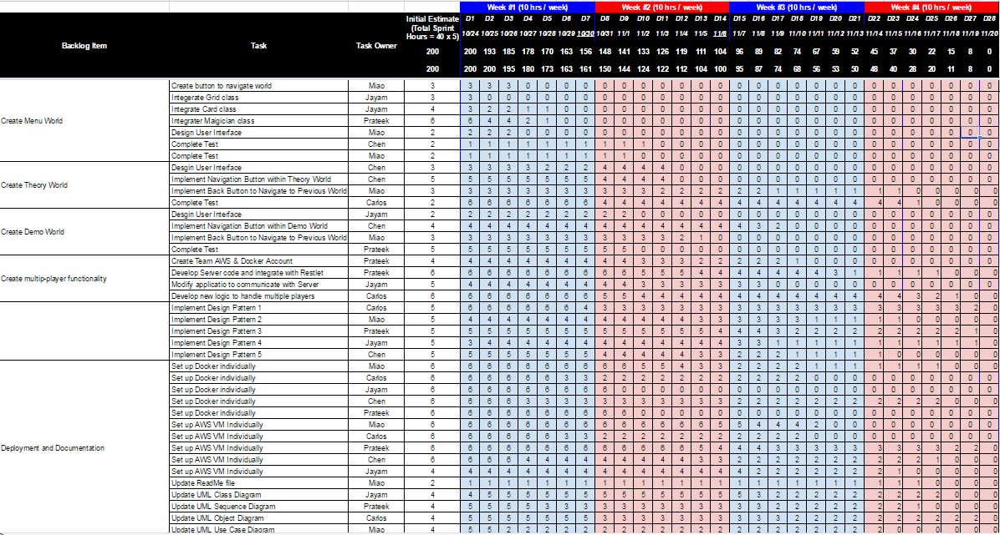 Week #1 (10 hrs / week) Week #2 (10 hrs / week) Week #3 (10 hrs / week) Week #4 (10 hrs / week)
Backlog Item Task Task Owner Initial Estimate (Total Sprint Hours = 40 x 5)
D1 D2 D3 D4 D5 D6 D7 D8 D9 D10 D11 D12 D13 D14 D15 D16 D17 D18 D19 D20 D21 D22 D23 D24 D25 D26 D27 D28
10/24 10/25 10/26 10/27 10/28 10/29 10/30 10/31 11/1 11/2 11/3 11/4 11/5 11/6 11/7 11/8 11/9 11/10 11/11 11/12 11/13 11/14 11/15 11/16 11/17 11/18 11/19 11/20
200 200 193 185 178 170 163 156 148 141 133 126 119 111 104 96 89 82 74 67 59 52 45 37 30 22 15 8 0
200 200 200 195 180 173 163 161 150 144 124 122 112 104 100 95 87 74 68 56 53 50 48 40 28 20 11 8 0
Create Menu World
Create button to navigate world Miao 3 3 3 3 0 0 0 0 0 0 0 0 0 0 0 0 0 0 0 0 0 0 0 0 0 0 0 0 0
Integerate Grid class Jayam 3 3 0 0 0 0 0 0 0 0 0 0 0 0 0 0 0 0 0 0 0 0 0 0 0 0 0 0 0
Integrate Card class Jayam 4 3 2 2 1 1 0 0 0 0 0 0 0 0 0 0 0 0 0 0 0 0 0 0 0 0 0 0 0
Integrater Maigician class Prateek 6 6 4 4 2 1 0 0 0 0 0 0 0 0 0 0 0 0 0 0 0 0 0 0 0 0 0 0 0
Design User Interface Miao 2 2 2 2 0 0 0 0 0 0 0 0 0 0 0 0 0 0 0 0 0 0 0 0 0 0 0 0 0
Complete Test Chen 2 1 1 1 1 1 1 1 1 1 1 0 0 0 0 0 0 0 0 0 0 0 0 0 0 0 0 0 0
Complete Test Miao 2 1 1 1 1 1 1 1 1 1 0 0 0 0 0 0 0 0 0 0 0 0 0 0 0 0 0 0 0
Create Theory World
Desgin User Interface Chen 3 3 3 3 3 2 2 2 4 4 4 4 0 0 0 0 0 0 0 0 0 0 0 0 0 0 0 0 0
Implement Navigation Button within Theory World Chen 5 5 5 5 5 5 5 5 4 4 4 4 0 0 0 0 0 0 0 0 0 0 0 0 0 0 0 0 0
Implement Back Button to Navigate to Previous World Miao 3 3 3 3 3 3 3 3 3 3 3 2 2 2 2 2 2 1 1 1 1 1 1 1 0 0 0 0 0
Complete Test Carlos 2 6 6 6 6 6 6 6 4 4 4 4 4 4 4 4 4 4 4 4 4 4 4 4 1 0 0 0 0
Create Demo World
Desgin User Interface Jayam 2 2 2 2 2 2 2 2 2 2 0 0 0 0 0 0 0 0 0 0 0 0 0 0 0 0 0 0 0
Implement Navigation Button within Demo World Chen 4 4 4 4 4 4 4 4 4 4 4 4 4 4 4 4 3 2 0 0 0 0 0 0 0 0 0 0 0
Implement Back Button to Navigate to Previous World Miao 3 3 3 3 3 3 3 3 3 3 3 3 2 1 0 0 0 0 0 0 0 0 0 0 0 0 0 0 0
Complete Test Prateek 5 5 5 5 5 5 5 5 5 5 0 0 0 0 0 0 0 0 0 0 0 0 0 0 0 0 0 0 0
Create multip-player functionality
Create Team AWS & Docker Account Prateek 4 4 4 4 4 4 4 4 4 4 3 3 3 2 2 2 2 2 1 0 0 0 0 0 0 0 0 0 0
Develop Server code and integrate with Restlet Prateek 6 6 6 6 6 6 6 6 6 6 5 5 5 4 4 4 4 4 4 4 3 1 1 1 1 1 0 0 0
Modify applicatio to communicate with Server Jayam 5 4 4 4 4 4 4 4 3 3 3 3 3 3 3 3 3 0 0 0 0 0 0 0 0 0 0 0 0
Develop new logic to handle multiple players Carlos 6 6 6 6 6 6 6 6 5 5 4 4 4 4 4 4 4 4 4 4 4 4 4 4 3 2 1 0 0
Implement Design Pattern 1 Carlos 5 6 6 6 6 6 6 4 3 3 3 3 3 3 3 3 3 3 3 3 3 3 3 3 3 3 3 2 0
Implement Design Pattern 2 Miao 5 4 4 4 4 4 4 4 4 4 4 4 4 3 3 3 3 3 3 1 1 1 1 1 0 0 0 0 0
Implement Design Pattern 3 Prateek 5 5 5 5 5 5 5 5 5 5 5 5 5 5 4 4 4 3 2 2 2 2 2 2 2 2 2 1 0
Implement Design Pattern 4 Jayam 5 3 4 4 4 4 4 4 4 4 4 4 4 4 4 3 3 1 1 1 1 1 1 1 1 1 1 1 0
Implement Design Pattern 5 Chen 5 5 5 5 5 5 5 5 4 4 4 4 4 3 3 2 2 2 1 1 1 1 1 0 0 0 0 0 0
Deployment and Documentation
Set up Docker individually Miao 6 6 6 6 6 6 6 6 6 6 5 5 4 3 3 2 2 2 2 1 1 1 1 1 1 1 0 0 0
Set up Docker individually Carlos 6 6 6 6 6 6 3 3 2 2 2 2 2 2 2 2 2 2 2 0 0 0 0 0 0 0 0 0 0
Set up Docker individually Jayam 6 6 6 6 6 6 6 6 6 0 0 0 0 0 0 0 0 0 0 0 0 0 0 0 0 0 0 0 0
Set up Docker individually Chen 6 6 6 6 3 3 3 3 3 3 3 3 3 3 3 2 2 2 2 2 2 2 2 2 2 2 0 0 0
Set up Docker individually Prateek 6 6 6 6 6 6 6 6 6 6 0 0 0 0 0 0 0 0 0 0 0 0 0 0 0 0 0 0 0
Set up AWS VM Individually Miao 6 6 6 6 6 6 6 6 6 6 6 6 6 6 5 5 4 4 4 2 0 0 0 0 0 0 0 0 0
Set up AWS VM Individually Carlos 6 6 6 6 6 6 3 3 2 2 2 2 2 2 2 2 2 2 2 0 0 0 0 0 0 0 0 0 0
Set up AWS VM Individually Prateek 6 6 6 6 6 6 6 6 6 6 6 6 6 5 4 4 4 3 3 3 3 3 3 3 3 3 2 2 0
Set up AWS VM Individually Chen 6 6 6 6 4 4 4 4 4 4 4 4 4 3 3 2 2 2 2 2 2 2 2 2 2 1 0 0 0
Set up AWS VM Individually Jayam 4 4 4 4 4 4 4 4 4 4 4 4 4 4 4 4 2 2 2 2 2 2 2 1 0 0 0 0 0
Update ReadMe file Miao 2 1 1 1 1 1 1 1 1 1 1 1 1 1 1 1 1 1 1 1 1 1 2 2 2 2 0 0 0
Update UML Class Diagram Jayam 4 4 5 5 5 5 5 5 5 5 5 5 5 5 5 5 3 2 2 2 2 2 2 2 2 2 0 0 0
Update UML Sequence Diagram Prateek 4 5 5 5 5 3 3 3 3 3 3 3 3 3 3 3 3 2 2 2 2 2 2 2 1 0 0 0 0
Update UML Object Diagram Carlos 4 5 5 5 5 5 5 3 3 3 3 3 3 3 3 3 3 2 2 2 2 2 2 2 2 2 0 0 0
Update UML Use Case Diagram Miao 4 5 5 2 2 2 2 2 2 2 2 2 2 2 2 2 2 2 2 2 2 2 2 0 0 0 0 0 0